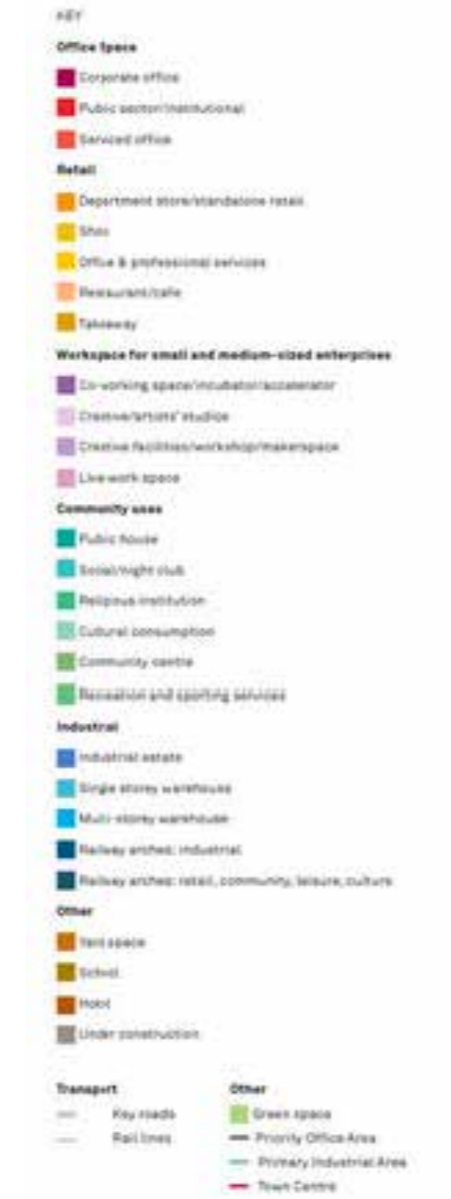 KEY
Office Space
Corporate office
Public sector/institutional
Serviced office
Retail
Department store/standalone retail
Shop
Office & professional services
Restaurant/cafe
Takeaway
Workspace for small and medium-sized enterprises
Co-working space/incubator/accelerator
Creative/artists' studios
Creative facilities/workshop/makerspace
Live-work space
Community uses
Public house
Social/night club
Religious institution
Cultural consumption
Community centre
Recreation and sporting services
Industrial
Industrial estate
Single storey warehouse
Multi-storey warehouse
Railway arches: industrial
Railway arches: retail, community, leisure, culture
Other
Yard space
School
Hotel
Under construction
Transport
Key roads
Rail lines
Other
Green space
Priority Office Area
Primary Industrial Area
Town Centre